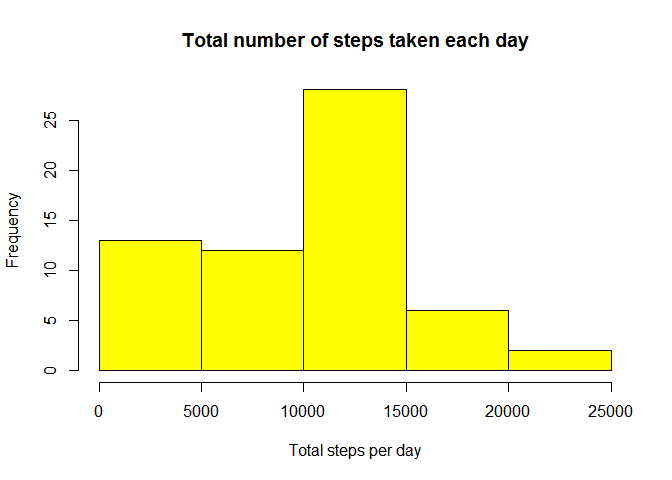 Total number of steps taken each day
25
20
15
10
5
0
Frequency
0 5000 10000 15000 20000 25000
Total steps per day